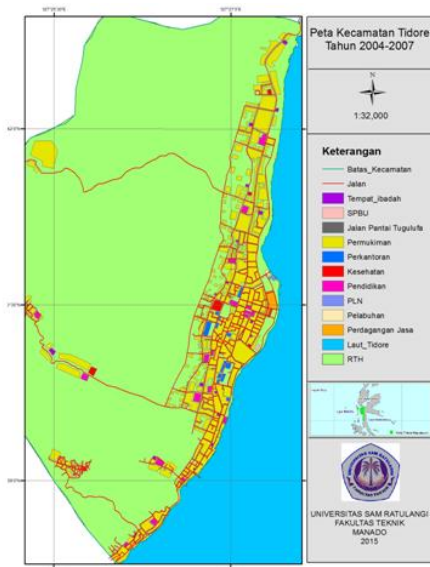 Peta Kecamatan Tidore
Tahun 2004-2007
N
1:32,000
Keterangan
Batas_Kecamatan
Jalan
Tempat_ibadah
SPBU
Jalan Pantai Tugulufa
Permukiman
Perkantoran
Kesehatan
Pendidikan
PLN
Pelabuhan
Perdagangan Jasa
Laut_Tidore
RTH
UNIVERSITAS SAM RATULANGI
FAKULTAS TEKNIK
MANADO
2015